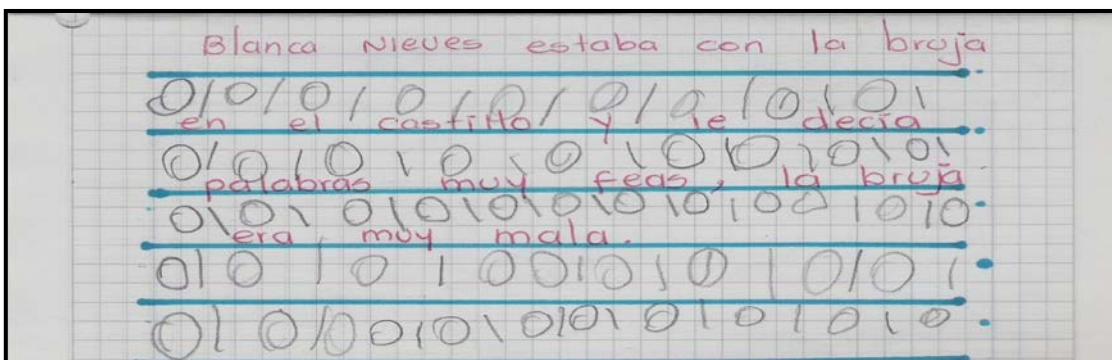 Blanca Nieves estaba con la bruja
en el castillo y le decía
palabras muy feas, la bruja
era muy mala.